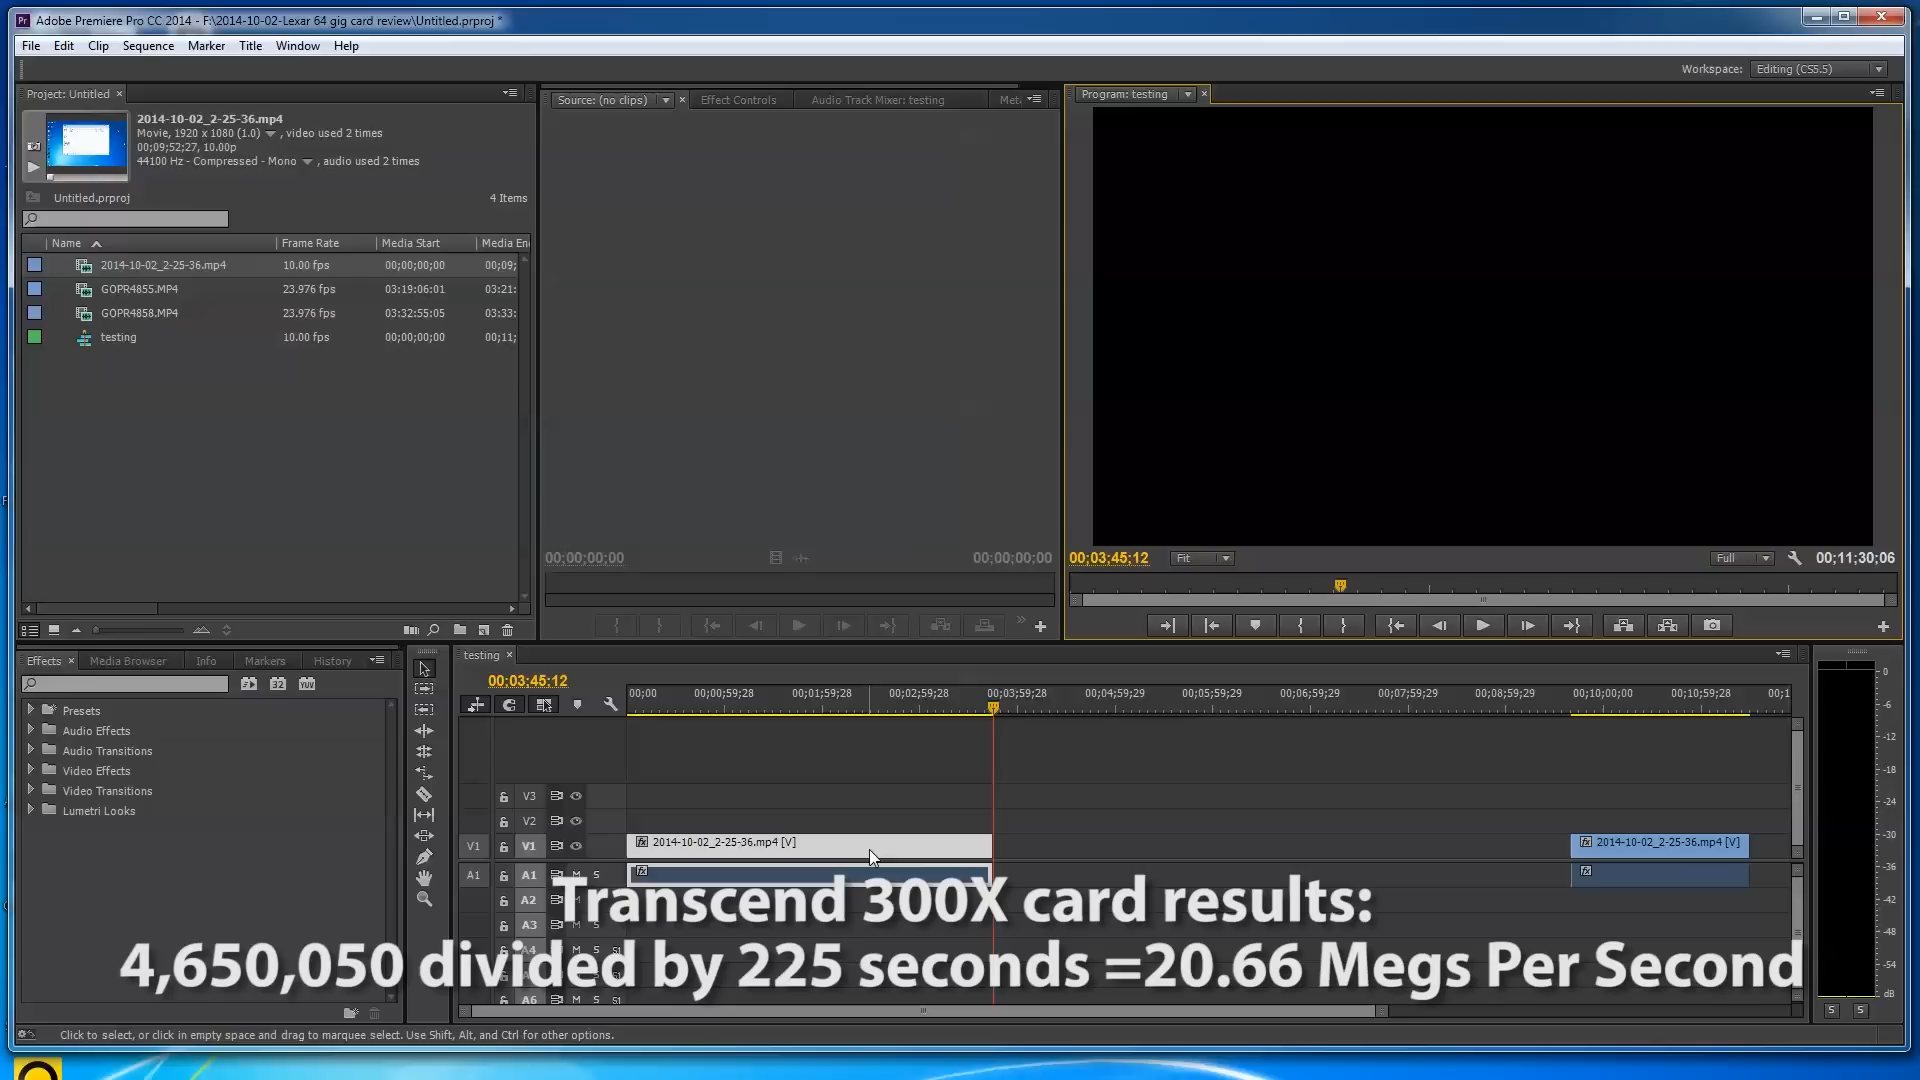 Adobe Premiere Pro CC 2014 - F:\2014-10-02-Lexar 64 gig card review\Untitled.prproj *
File Edit Clip Sequence Marker Title Window Help
Workspace: Editing (CS5.5)
Project: Untitled ×
2014-10-02_2-25-36.mp4
Movie, 1920 x 1080 (1.0) , video used 2 times
00;09;52;27, 10.00p
44100 Hz - Compressed - Mono , audio used 2 times
Untitled.prproj 4 Items
Name Frame Rate Media Start Media En
2014-10-02_2-25-36.mp4 10.00 fps 00;00;00;00 00;09;
GOPR4855.MP4 23.976 fps 03:19:06:01 03:21:
GOPR4858.MP4 23.976 fps 03:32:55:05 03:33:
testing 10.00 fps 00;00;00;00 00;11;
Source: (no clips) × Effect Controls Audio Track Mixer: testing Met
00;00;00;00 00;00;00;00
Program: testing ×
00;03;45;12 Fit Full 00;11;30;06
Effects × Media Browser Info Markers History
Presets
Audio Effects
Audio Transitions
Video Effects
Video Transitions
Lumetri Looks
testing ×
00;03;45;12
00;00 00;00;59;28 00;01;59;28 00;02;59;28 00;03;59;28 00;04;59;29 00;05;59;29 00;06;59;29 00;07;59;29 00;08;59;29 00;10;00;00 00;10;59;28 00;1
V3
V2
V1 V1 fx 2014-10-02_2-25-36.mp4 [V] fx 2014-10-02_2-25-36.mp4 [V]
A1 A1 M S fx fx
A2 M
A3 M S
A4 M S S1
A6 M S S1
0
-6
-12
-18
-24
-30
-36
-42
-48
-54
dB
S S
Transcend 300X card results:
4,650,050 divided by 225 seconds =20.66 Megs Per Second
Click to select, or click in empty space and drag to marquee select. Use Shift, Alt, and Ctrl for other options.